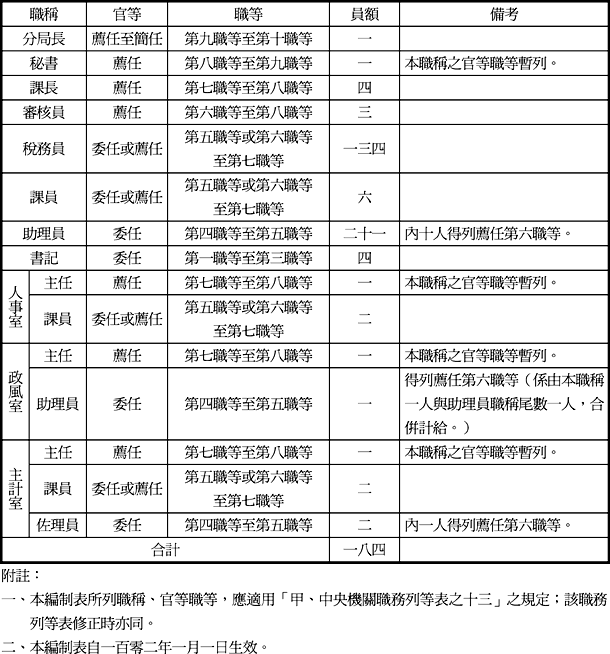 職稱 官等 職等 員額 備考
分局長 薦任至簡任 第九職等至第十職等 一
秘書 薦任 第八職等至第九職等 一 本職稱之官等職等暫列。
課長 薦任 第七職等至第八職等 四
審核員 薦任 第六職等至第八職等 三
稅務員 委任或薦任 第五職等或第六職等
至第七職等 一三四
課員 委任或薦任 第五職等或第六職等
至第七職等 六
助理員 委任 第四職等至第五職等 二十一 內十人得列薦任第六職等。
書記 委任 第一職等至第三職等 四
人事室
主任 薦任 第七職等至第八職等 一 本職稱之官等職等暫列。
課員 委任或薦任 第五職等或第六職等
至第七職等 二
政風室
主任 薦任 第七職等至第八職等 一 本職稱之官等職等暫列。
助理員 委任 第四職等至第五職等 一 得列薦任第六職等（係由本職稱
一人與助理員職稱尾數一人，合
併計給。）
主計室
主任 薦任 第七職等至第八職等 一 本職稱之官等職等暫列。
課員 委任或薦任 第五職等或第六職等
至第七職等 二
佐理員 委任 第四職等至第五職等 二 內一人得列薦任第六職等。
合計 一八四
附註：
一、本編制表所列職稱、官等職等，應適用「甲、中央機關職務列等表之十三」之規定；該職務
列等表修正時亦同。
二、本編制表自一百零二年一月一日生效。